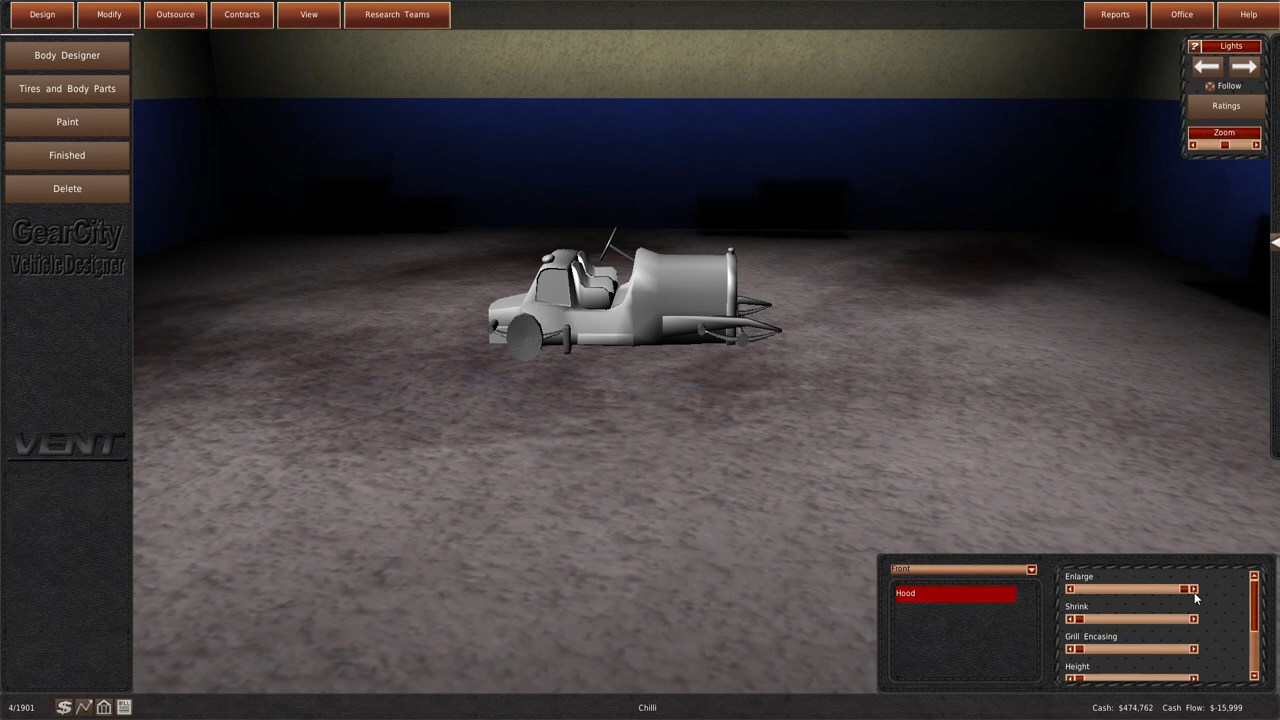 Design Modify Outsource Contracts View Research Teams Reports Office Help
Body Designer
Tires and Body Parts
Paint
Finished
Delete
GearCity
Vehicle Designer
VENT
? Lights
Follow
Ratings
Zoom
Front
Hood
Enlarge
Shrink
Grill Encasing
Height
4/1901
Chilli
Cash: $474,762 Cash Flow: $-15,999